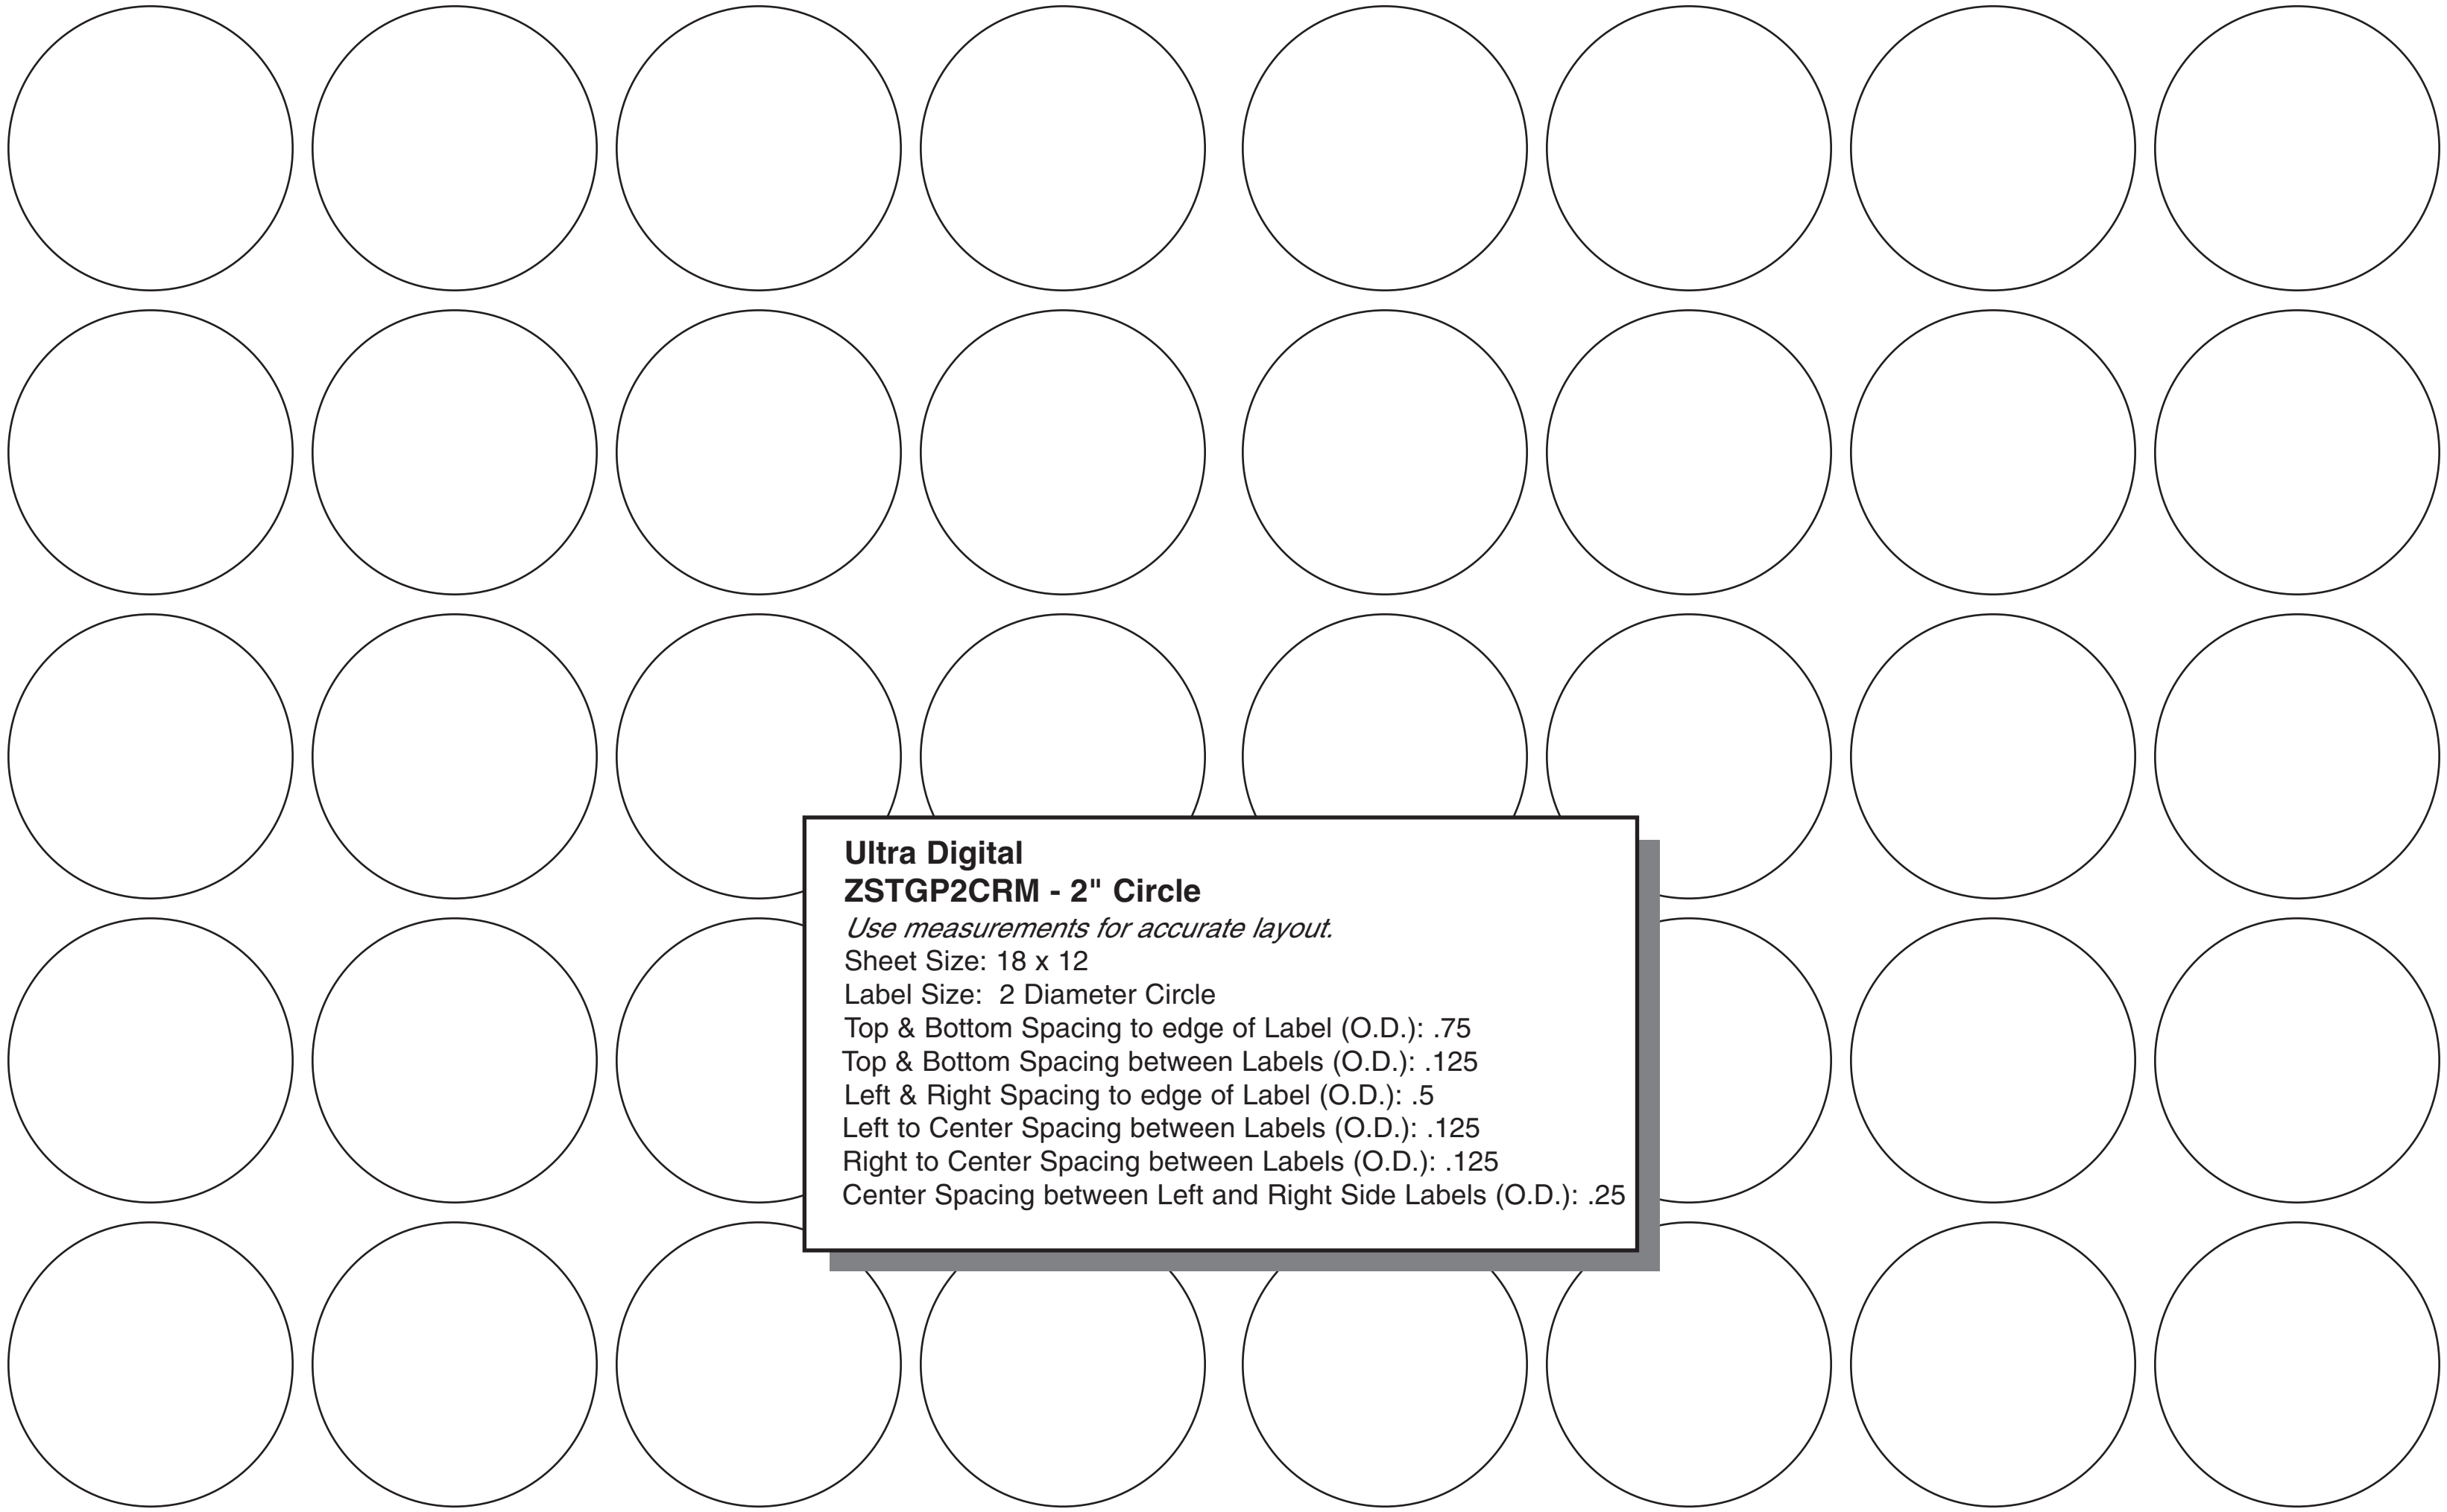 Ultra Digital
ZSTGP2CRM - 2" Circle
Use measurements for accurate layout.
Sheet Size: 18 x 12
Label Size:  2 Diameter Circle
Top & Bottom Spacing to edge of Label (O.D.): .75
Top & Bottom Spacing between Labels (O.D.): .125
Left & Right Spacing to edge of Label (O.D.): .5
Left to Center Spacing between Labels (O.D.): .125
Right to Center Spacing between Labels (O.D.): .125
Center Spacing between Left and Right Side Labels (O.D.): .25